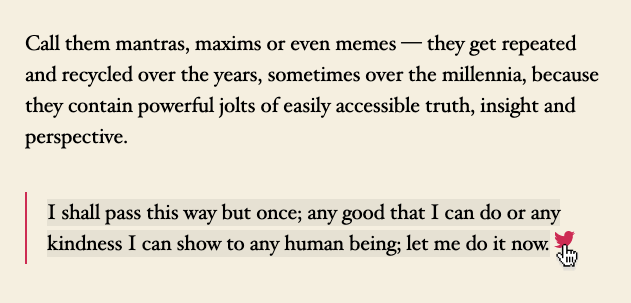 Call them mantras, maxims or even memes — they get repeated
and recycled over the years, sometimes over the millennia, because
they contain powerful jolts of easily accessible truth, insight and
perspective.
I shall pass this way but once; any good that I can do or any
kindness I can show to any human being; let me do it now.